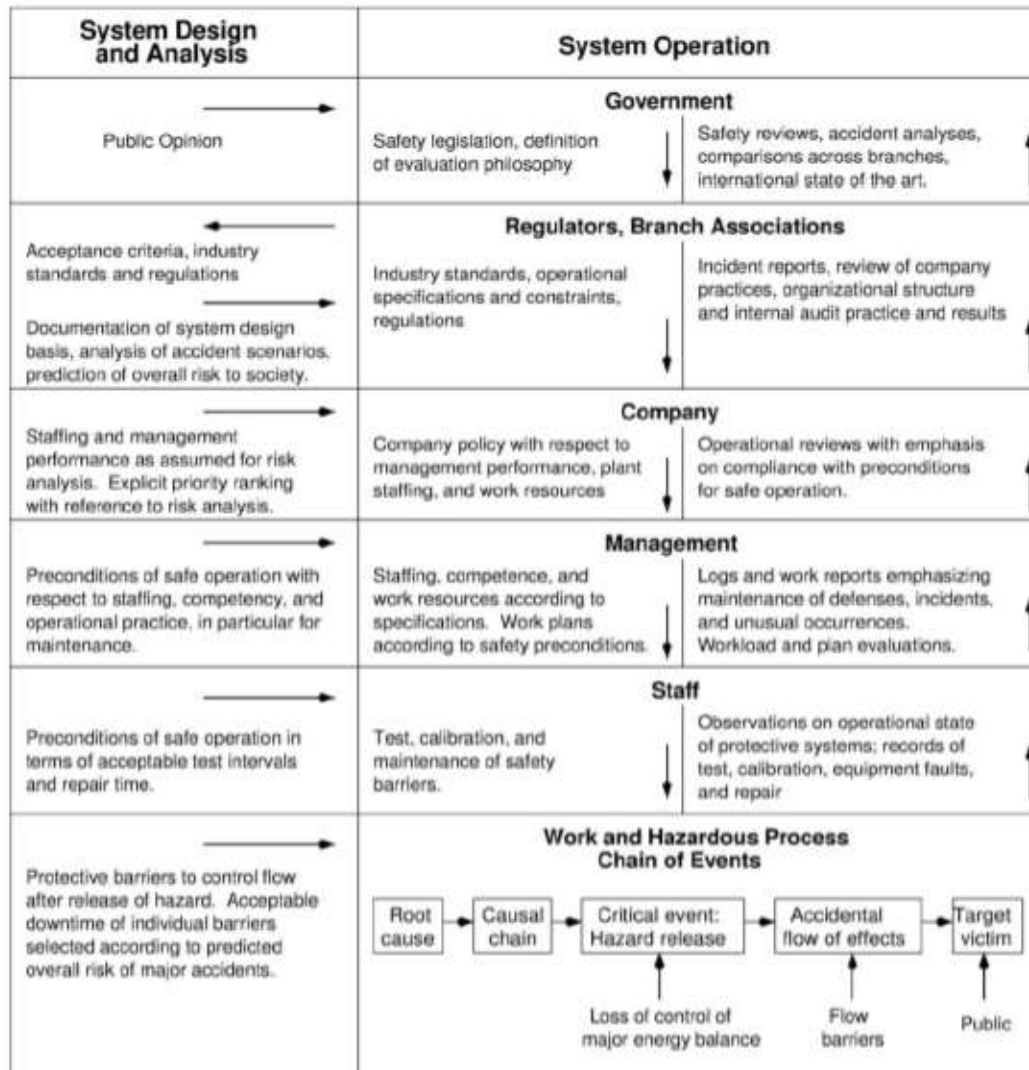 System Design
and Analysis
System Operation
Public Opinion
Government
Safety legislation, definition
of evaluation philosophy
Safety reviews, accident analyses,
comparisons across branches,
international state of the art.
Acceptance criteria, industry
standards and regulations
Documentation of system design
basis, analysis of accident scenarios,
prediction of overall risk to society.
Regulators, Branch Associations
Industry standards, operational
specifications and constraints,
regulations
Incident reports, review of company
practices, organizational structure
and internal audit practice and results
Staffing and management
performance as assumed for risk
analysis. Explicit priority ranking
with reference to risk analysis.
Company
Company policy with respect to
management performance, plant
staffing, and work resources
Operational reviews with emphasis
on compliance with preconditions
for safe operation.
Preconditions of safe operation with
respect to staffing, competency, and
operational practice, in particular for
maintenance.
Management
Staffing, competence, and
work resources according to
specifications. Work plans
according to safety preconditions.
Logs and work reports emphasizing
maintenance of defenses, incidents,
and unusual occurrences.
Workload and plan evaluations.
Preconditions of safe operation in
terms of acceptable test intervals
and repair time.
Staff
Test, calibration, and
maintenance of safety
barriers.
Observations on operational state
of protective systems; records of
test, calibration, equipment faults,
and repair
Protective barriers to control flow
after release of hazard. Acceptable
downtime of individual barriers
selected according to predicted
overall risk of major accidents.
Work and Hazardous Process
Chain of Events
Root
cause
Causal
chain
Critical event:
Hazard release
Accidental
flow of effects
Target
victim
Loss of control of
major energy balance
Flow
barriers
Public